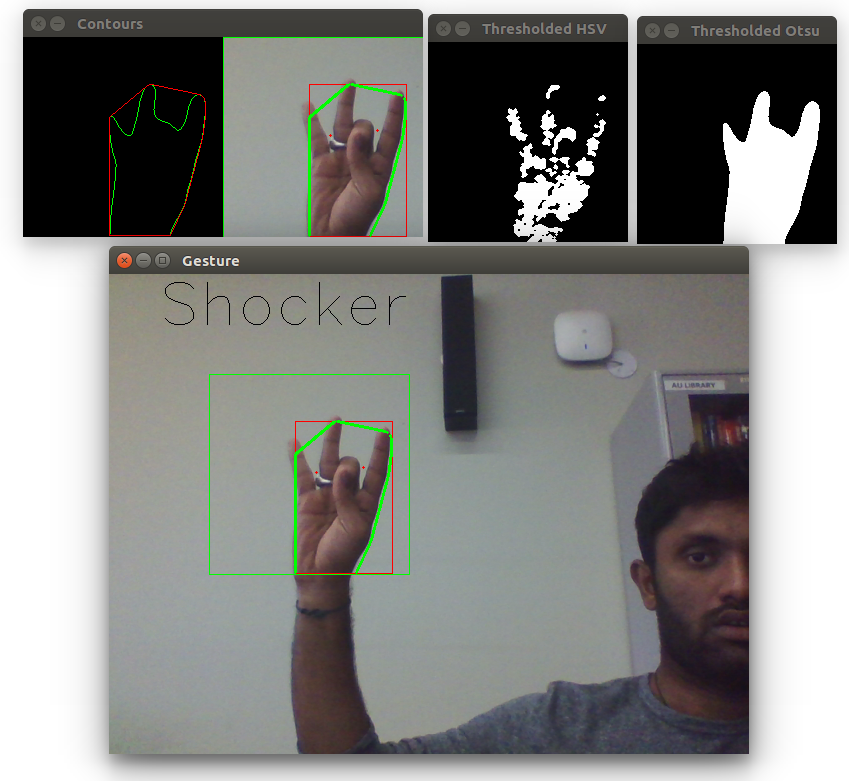 Contours
Thresholded HSV
Thresholded Otsu
Gesture
Shocker
AU LIBRARY